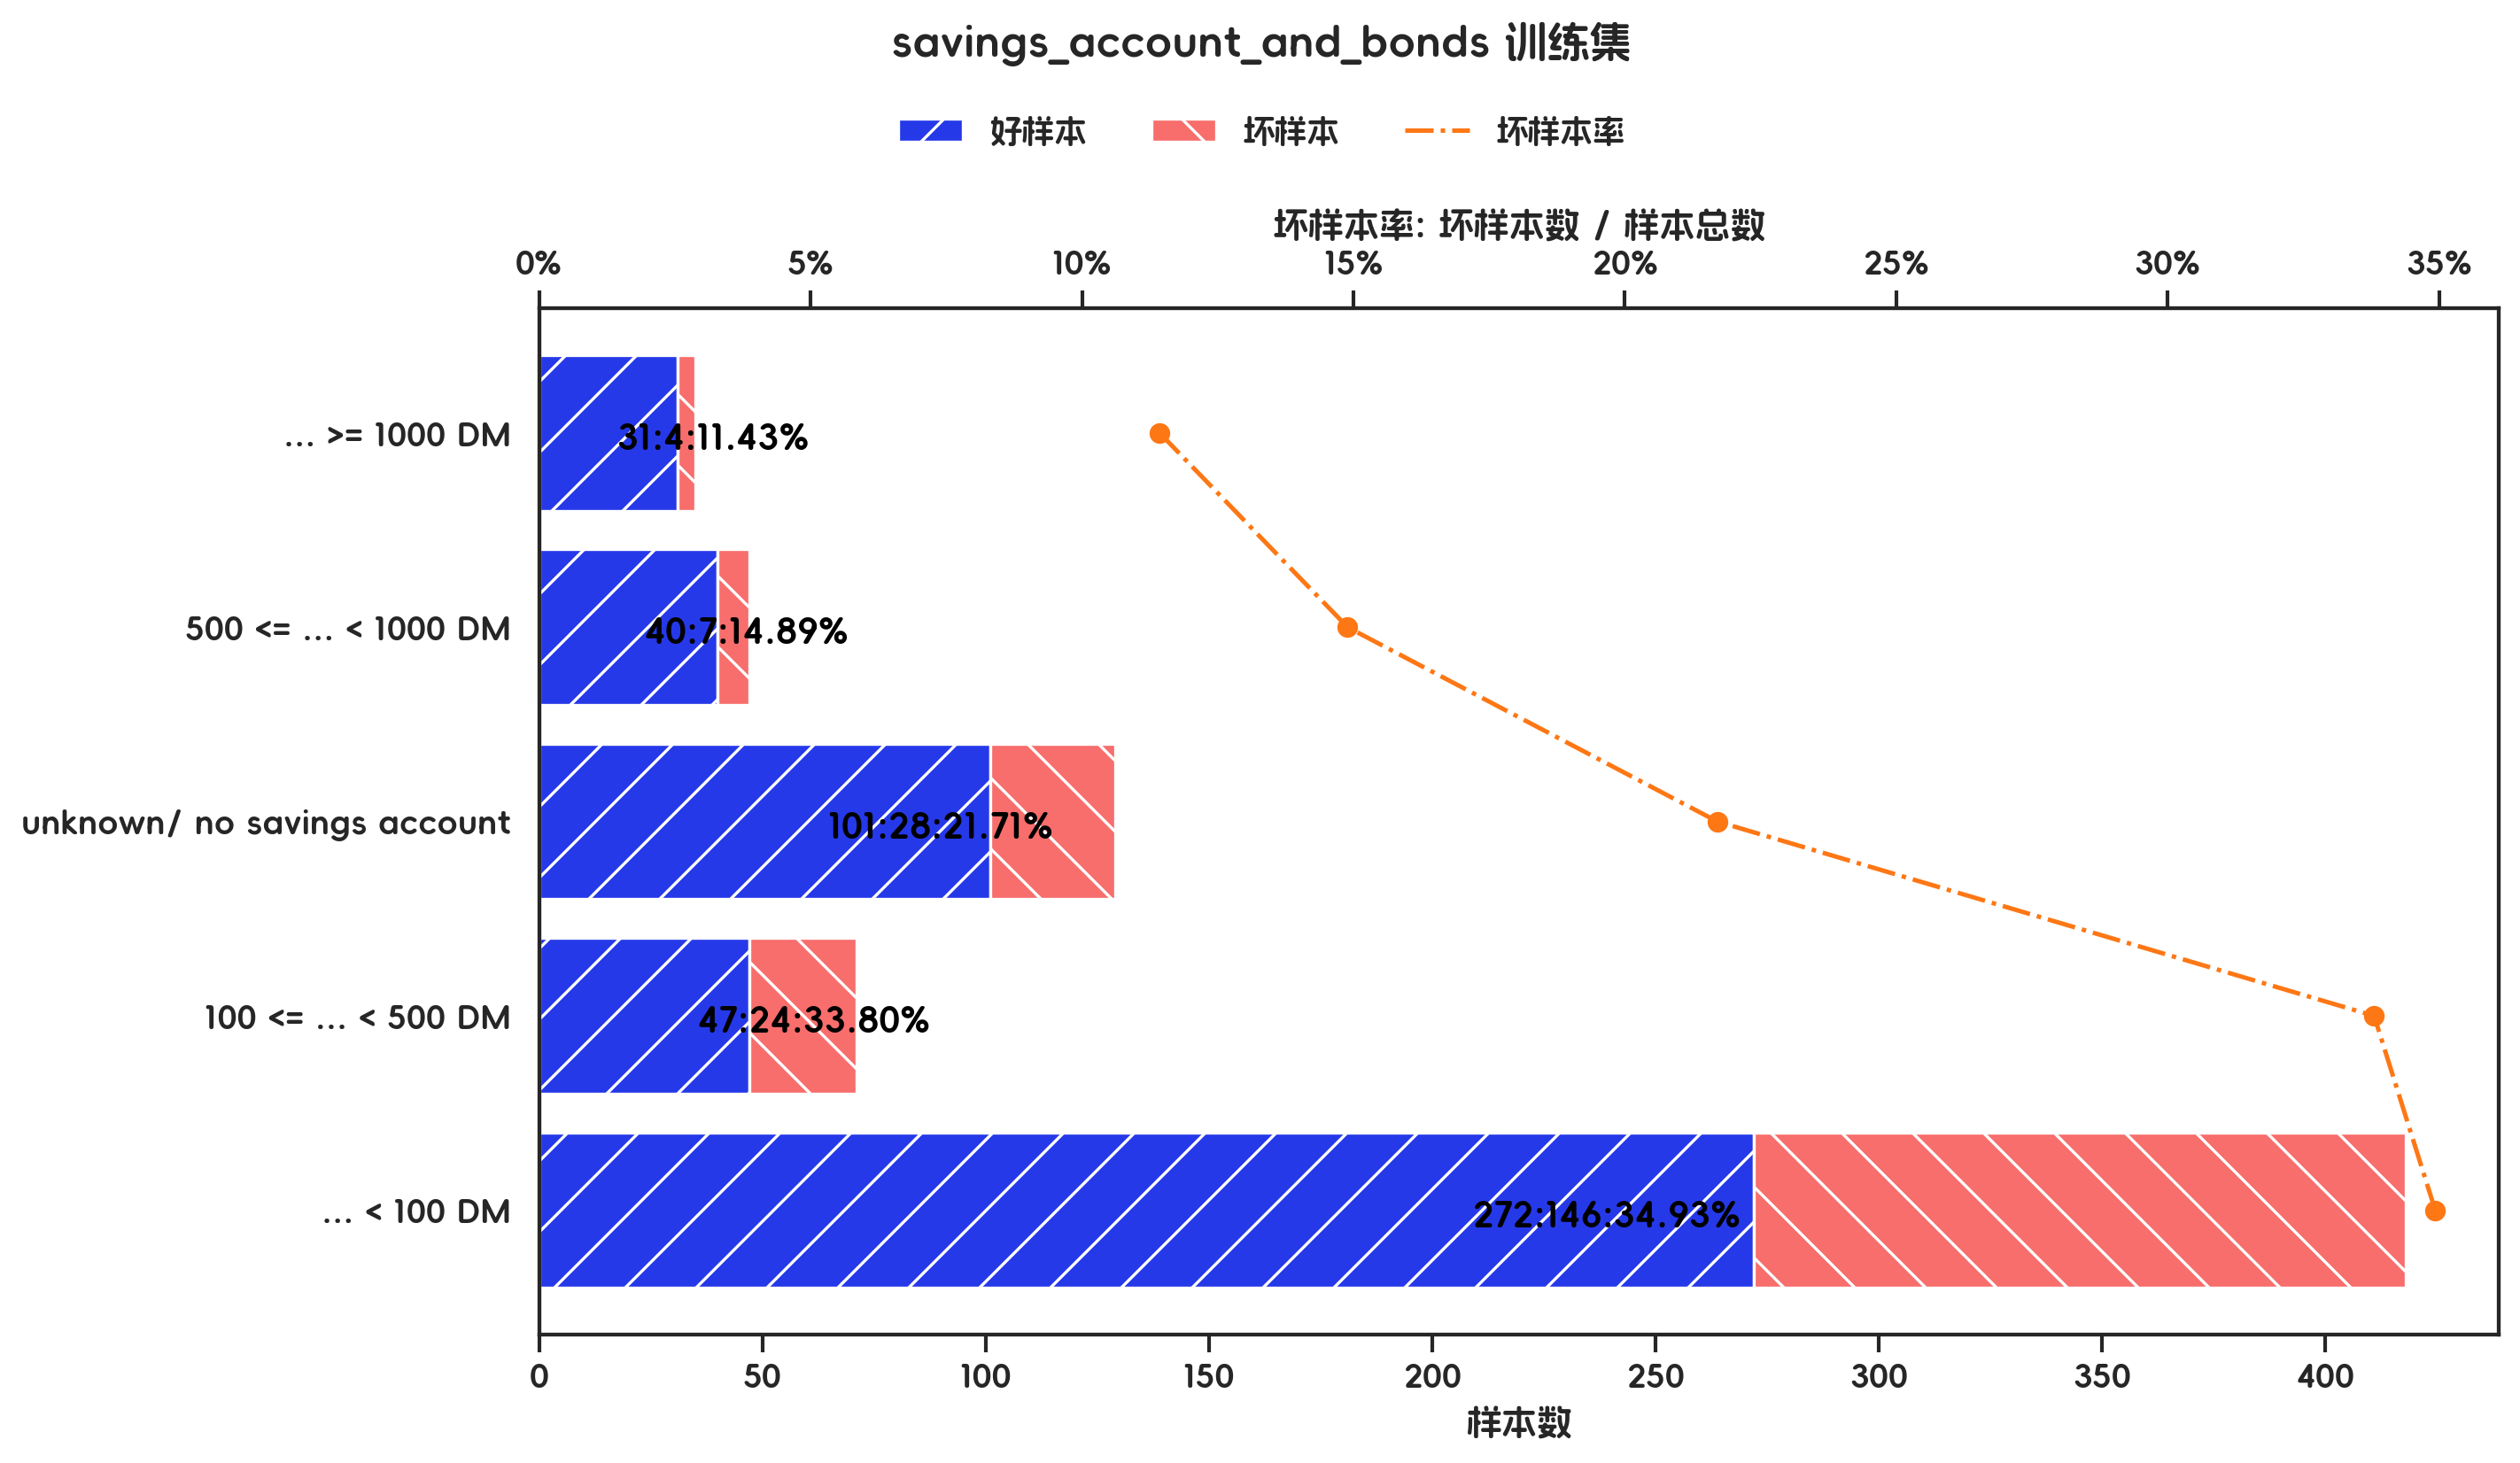 savings_account_and_bonds 训练集
好样本 坏样本 坏样本率
坏样本率: 坏样本数 / 样本总数
0% 5% 10% 15% 20% 25% 30% 35%
... >= 1000 DM 31:4:11.43%
500 <= ... < 1000 DM 40:7:14.89%
unknown/ no savings account 101:28:21.71%
100 <= ... < 500 DM 47:24:33.80%
... < 100 DM 272:146:34.93%
0 50 100 150 200 250 300 350 400
样本数